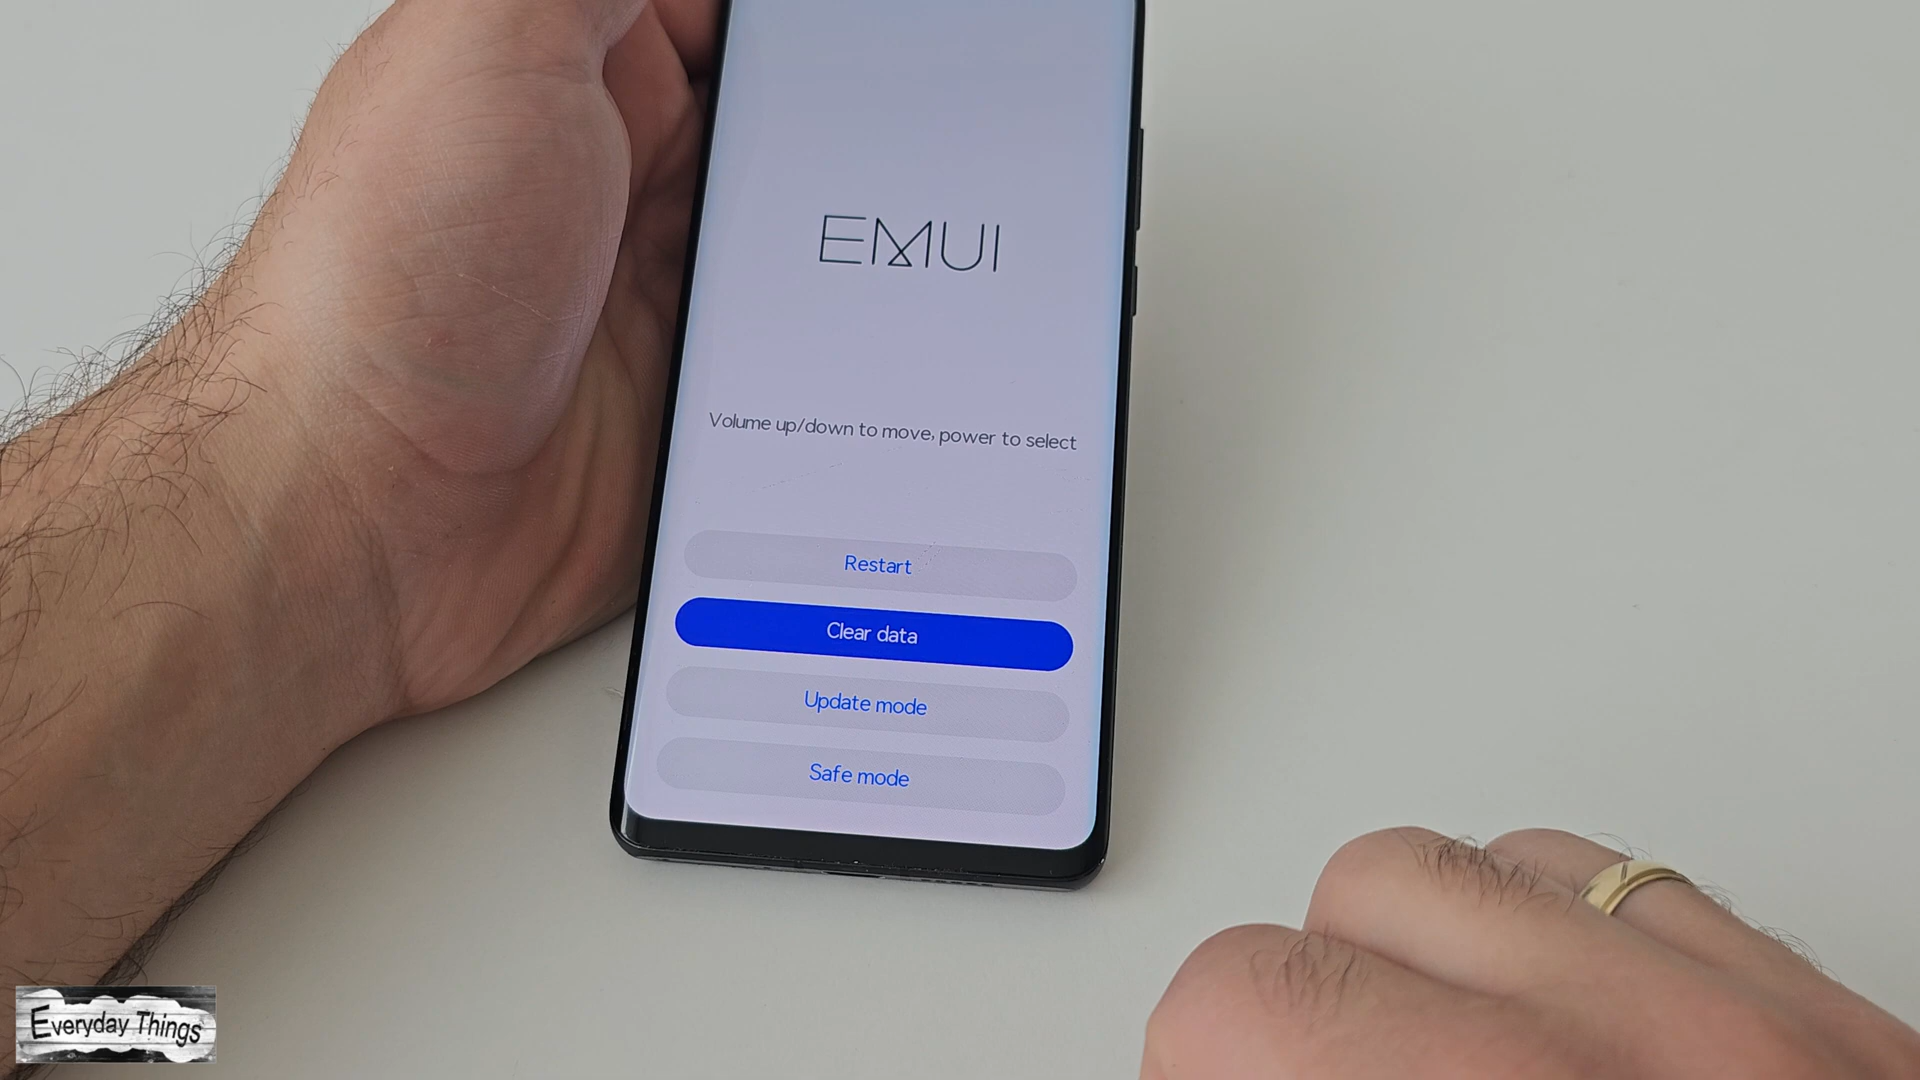 EMUI
Volume up/down to move, power to select
Restart
Clear data
Update mode
Safe mode
Everyday Things